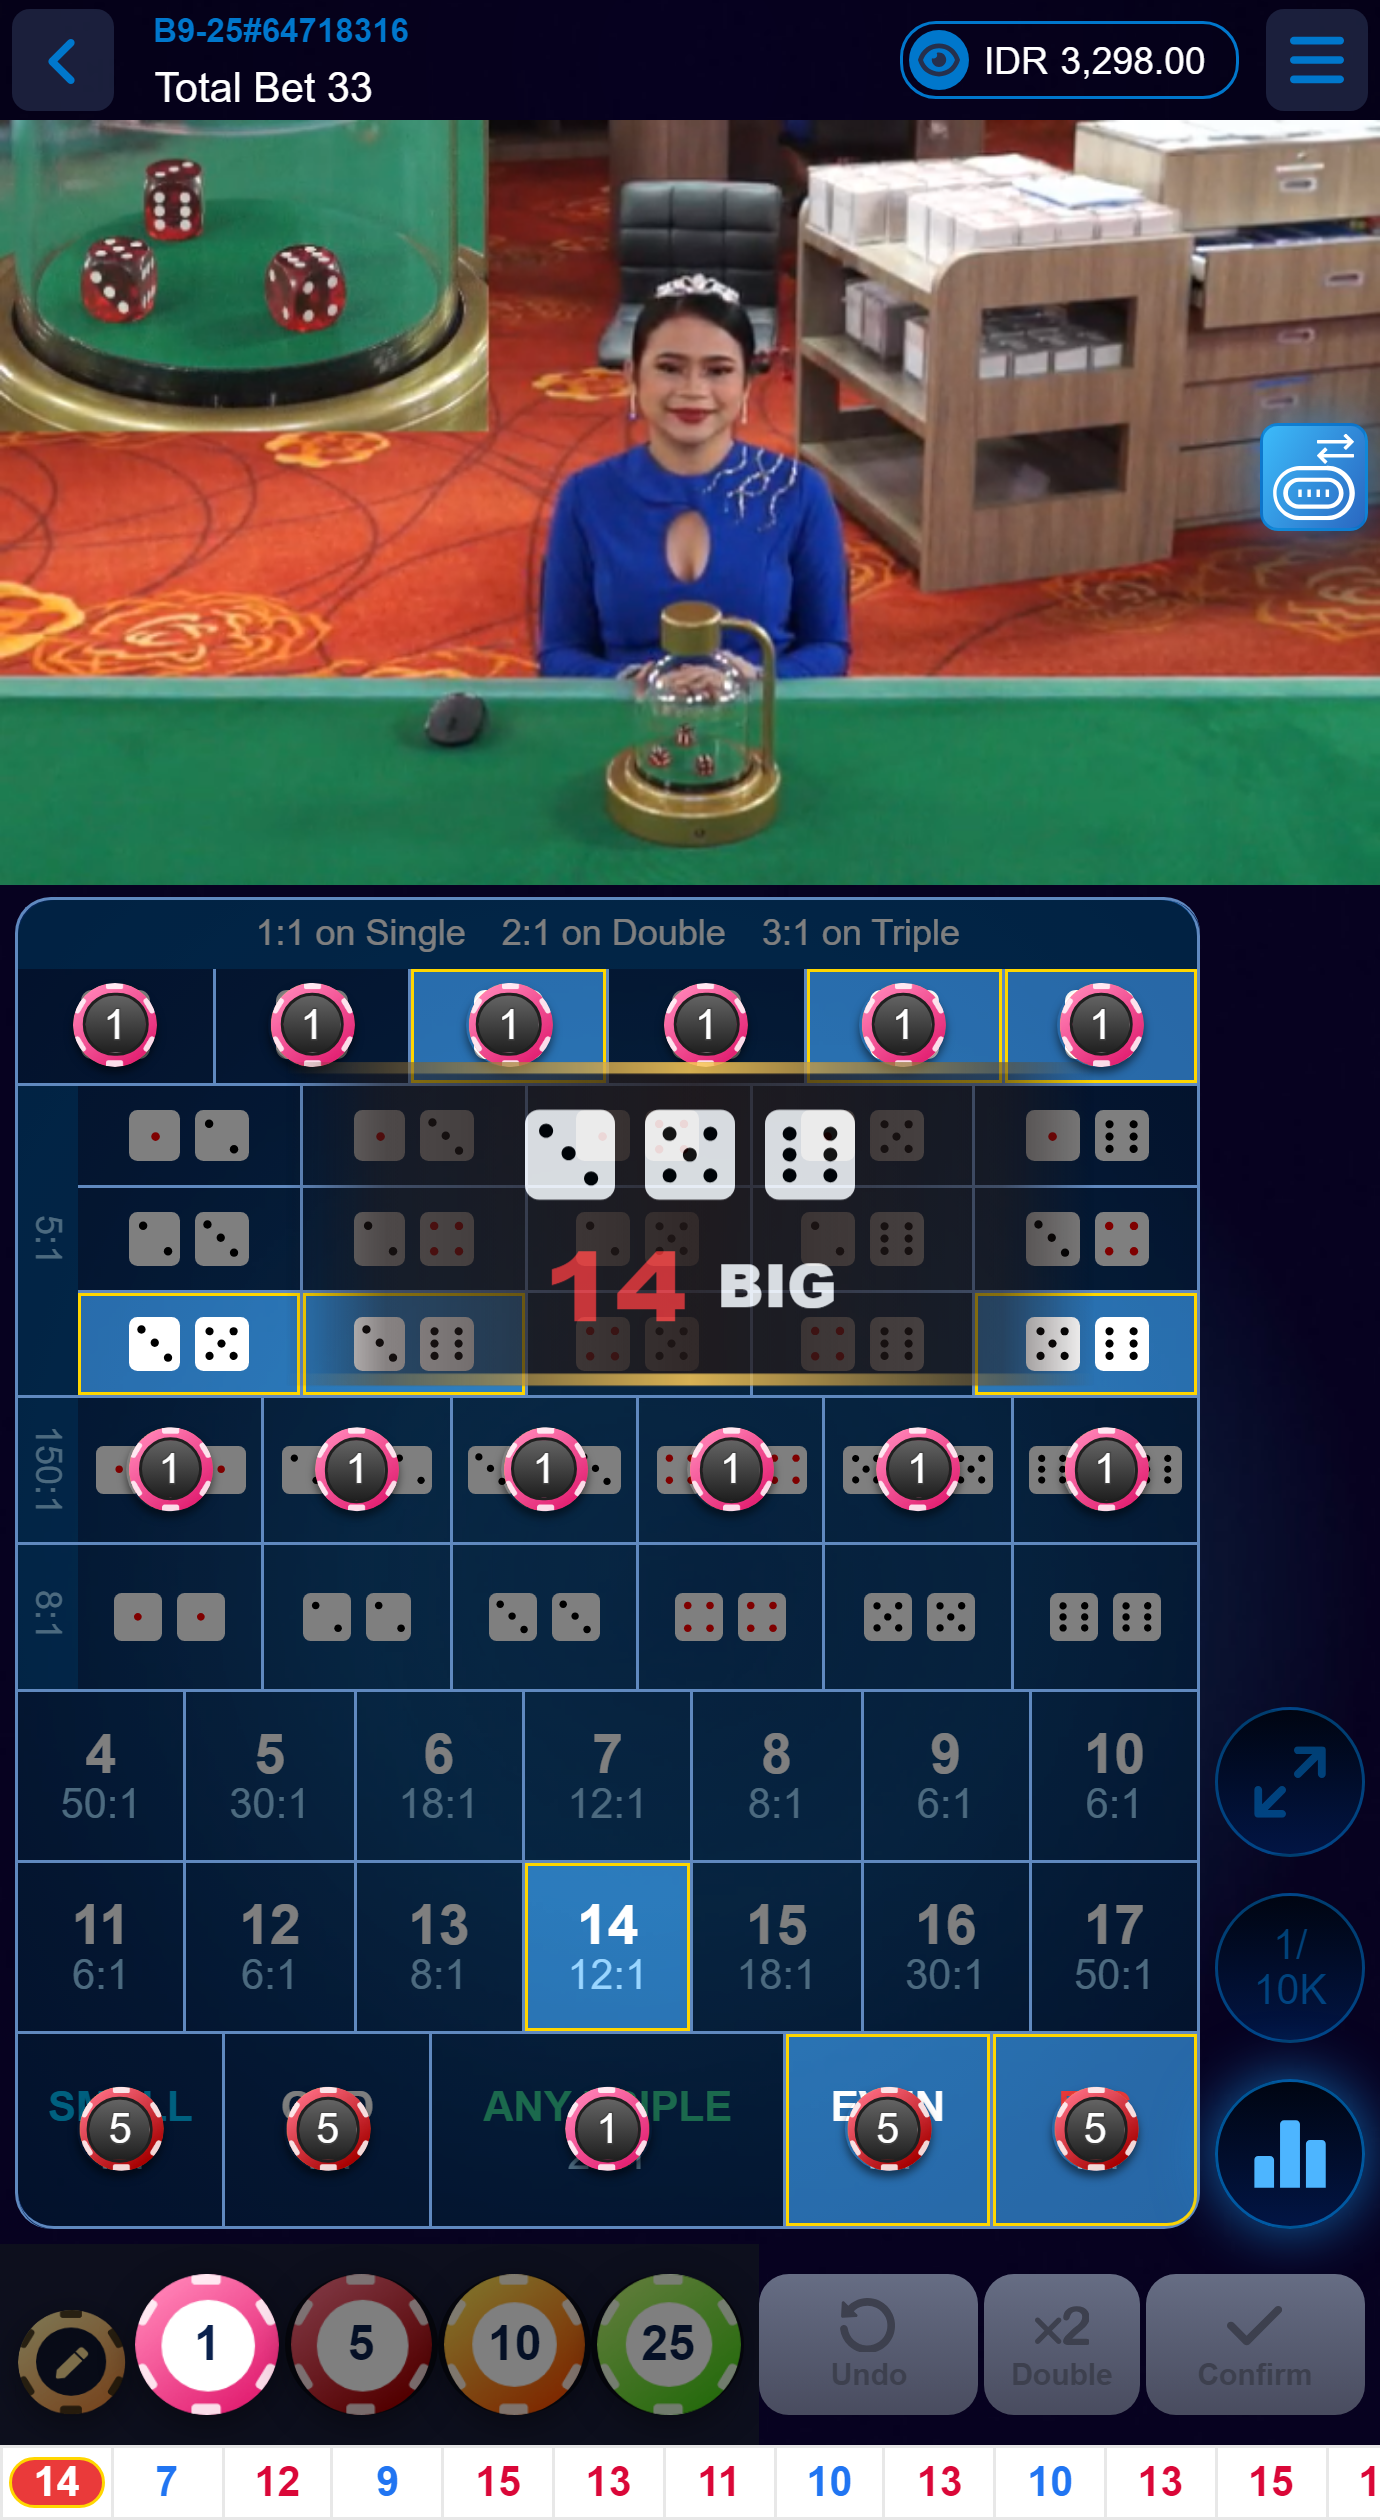 B9-25#64718316
Total Bet 33
IDR 3,298.00
1:1 on Single 2:1 on Double 3:1 on Triple
1 1 1 1 1 1
5:1
14 BIG
150:1
1 1 1 1 1 1
8:1
4 5 6 7 8 9 10
50:1 30:1 18:1 12:1 8:1 6:1 6:1
11 12 13 14 15 16 17
6:1 6:1 8:1 12:1 18:1 30:1 50:1
1/
10K
5 5 1 5 5
1 5 10 25
x2
Undo Double Confirm
14 7 12 9 15 13 11 10 13 10 13 15